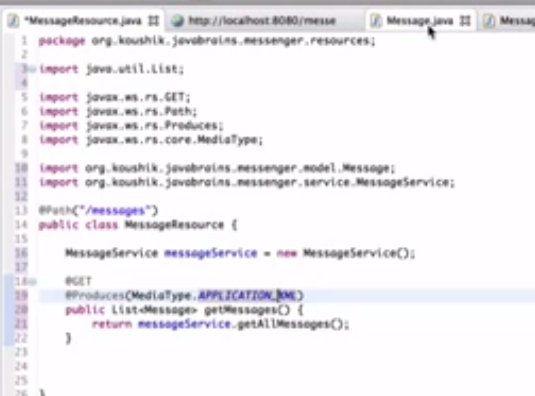 *MessageResource.java
http://localhost:8080/messe
Message.java
Messag
1 package org.koushik.javabrains.messenger.resources;
2
3 import java.util.List;
4
5 import javax.ws.rs.GET;
6 import javax.ws.rs.Path;
7 import javax.ws.rs.Produces;
8 import javax.ws.rs.core.MediaType;
9
10 import org.koushik.javabrains.messenger.model.Message;
11 import org.koushik.javabrains.messenger.service.MessageService;
12
13 @Path("/messages")
14 public class MessageResource {
15
16 MessageService messageService = new MessageService();
17
18 @GET
19 @Produces(MediaType.APPLICATION_XML)
20 public List<Message> getMessages() {
21 return messageService.getAllMessages();
22 }
23
24
25
26 }